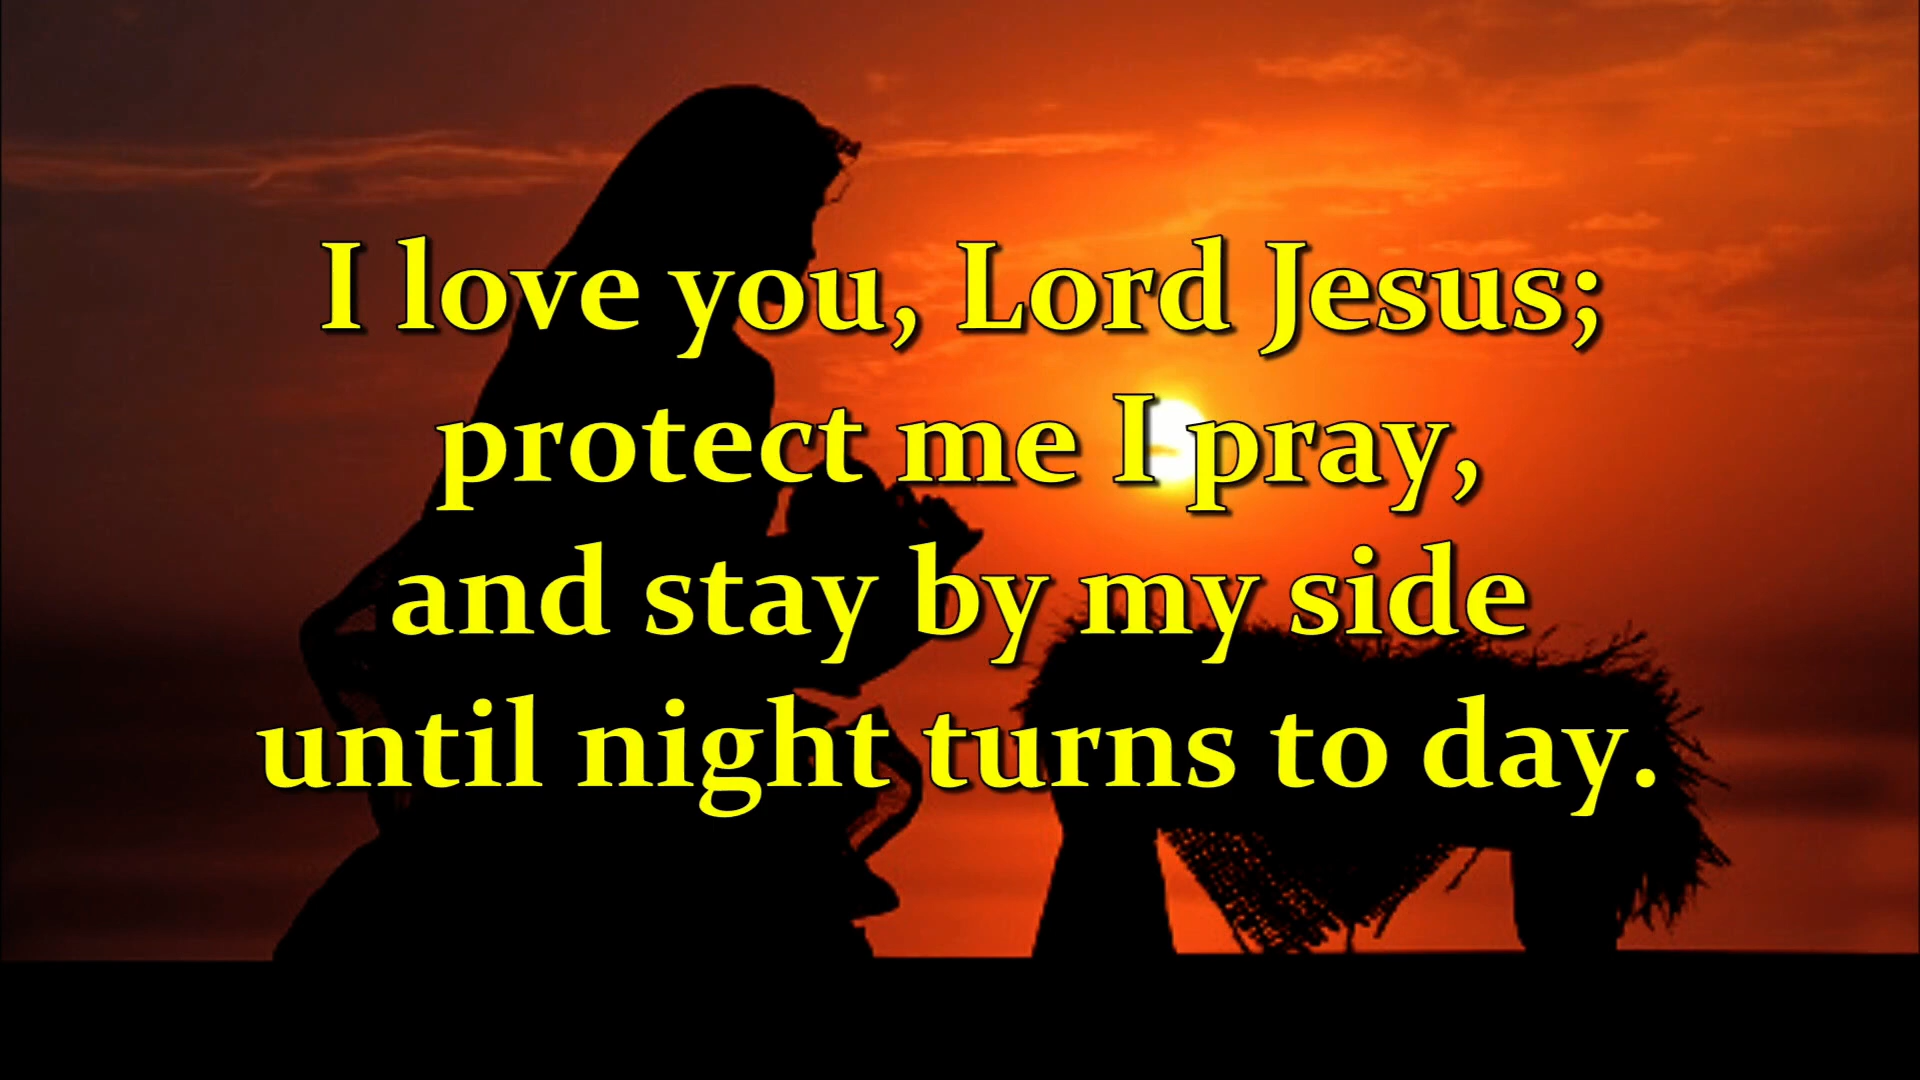 I love you, Lord Jesus;
protect me I pray,
and stay by my side
until night turns to day.